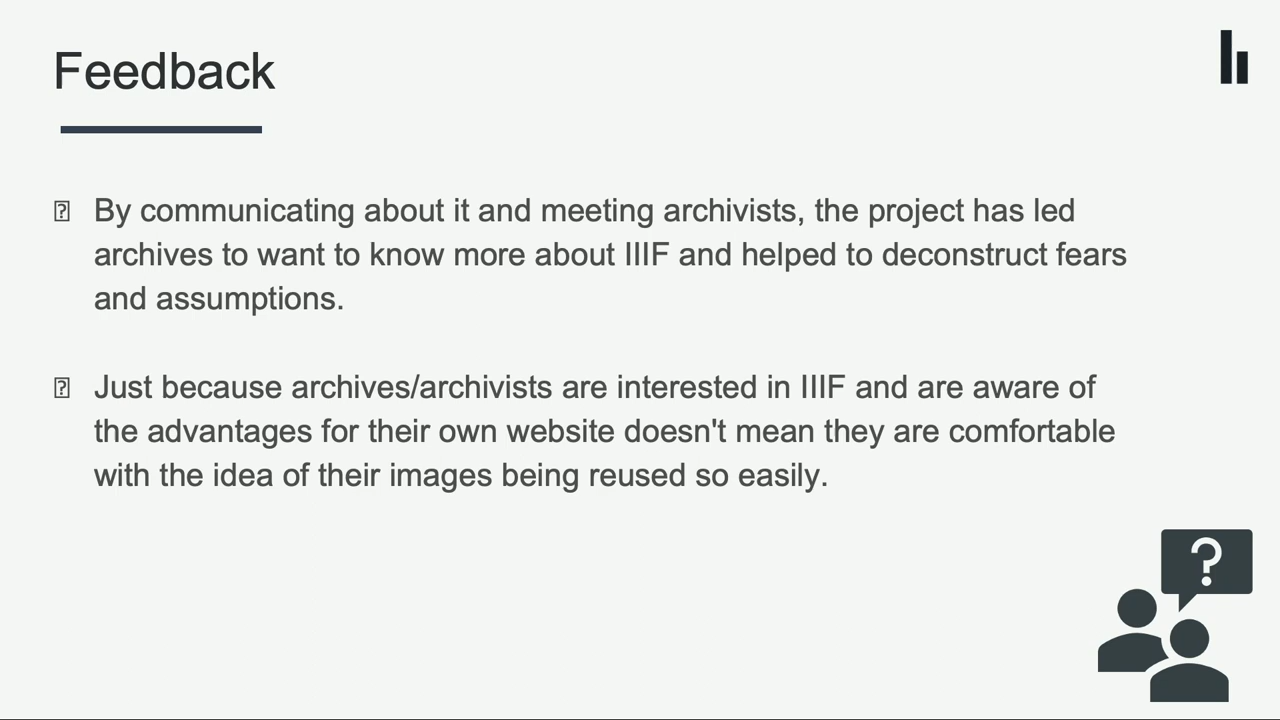 Feedback
By communicating about it and meeting archivists, the project has led
archives to want to know more about IIIF and helped to deconstruct fears
and assumptions.
Just because archives/archivists are interested in IIIF and are aware of
the advantages for their own website doesn't mean they are comfortable
with the idea of their images being reused so easily.
?